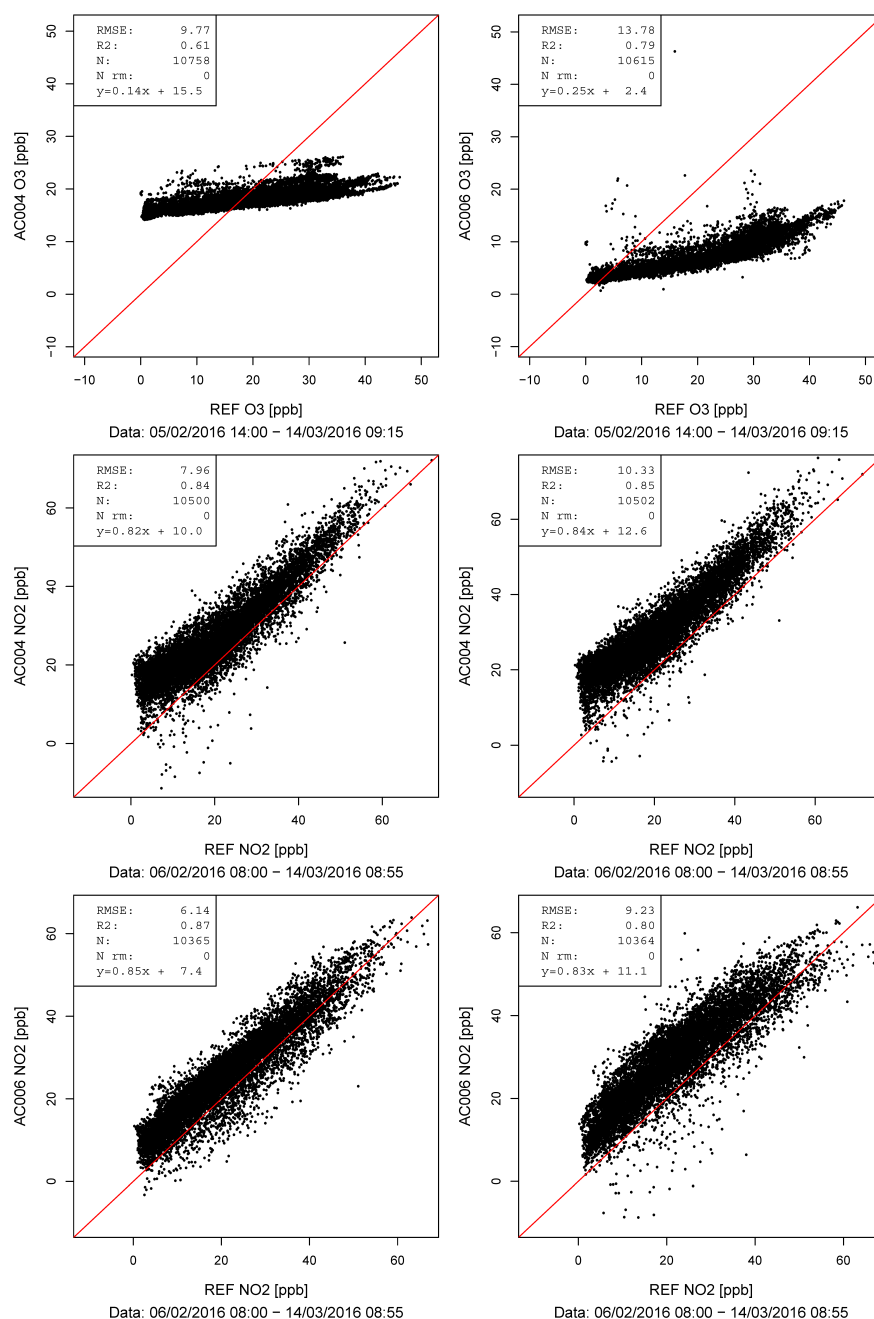 RMSE: 9.77
R2: 0.61
N: 10758
N rm: 0
y=0.14x + 15.5
AC004 O3 [ppb]
50
40
30
20
10
0
−10
−10 0 10 20 30 40 50
REF O3 [ppb]
Data: 05/02/2016 14:00 − 14/03/2016 09:15
RMSE: 13.78
R2: 0.79
N: 10615
N rm: 0
y=0.25x + 2.4
AC006 O3 [ppb]
50
40
30
20
10
0
−10
−10 0 10 20 30 40 50
REF O3 [ppb]
Data: 05/02/2016 14:00 − 14/03/2016 09:15
RMSE: 7.96
R2: 0.84
N: 10500
N rm: 0
y=0.82x + 10.0
AC004 NO2 [ppb]
60
40
20
0
0 20 40 60
REF NO2 [ppb]
Data: 06/02/2016 08:00 − 14/03/2016 08:55
RMSE: 10.33
R2: 0.85
N: 10502
N rm: 0
y=0.84x + 12.6
AC004 NO2 [ppb]
60
40
20
0
0 20 40 60
REF NO2 [ppb]
Data: 06/02/2016 08:00 − 14/03/2016 08:55
RMSE: 6.14
R2: 0.87
N: 10365
N rm: 0
y=0.85x + 7.4
AC006 NO2 [ppb]
60
40
20
0
0 20 40 60
REF NO2 [ppb]
Data: 06/02/2016 08:00 − 14/03/2016 08:55
RMSE: 9.23
R2: 0.80
N: 10364
N rm: 0
y=0.83x + 11.1
AC006 NO2 [ppb]
60
40
20
0
0 20 40 60
REF NO2 [ppb]
Data: 06/02/2016 08:00 − 14/03/2016 08:55